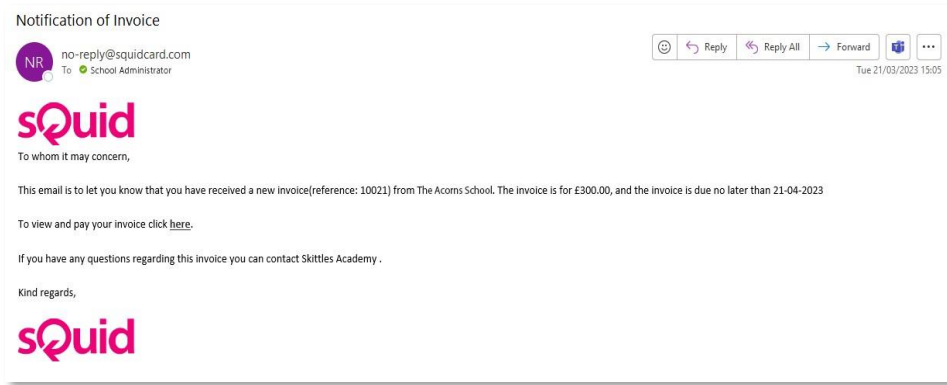 Notification of Invoice
NR
no-reply@squidcard.com
To School Administrator
Reply
Reply All
Forward
Tue 21/03/2023 15:05
sQuid
To whom it may concern,
This email is to let you know that you have received a new invoice(reference: 10021) from The Acorns School. The invoice is for £300.00, and the invoice is due no later than 21-04-2023
To view and pay your invoice click here.
If you have any questions regarding this invoice you can contact Skittles Academy .
Kind regards,
sQuid